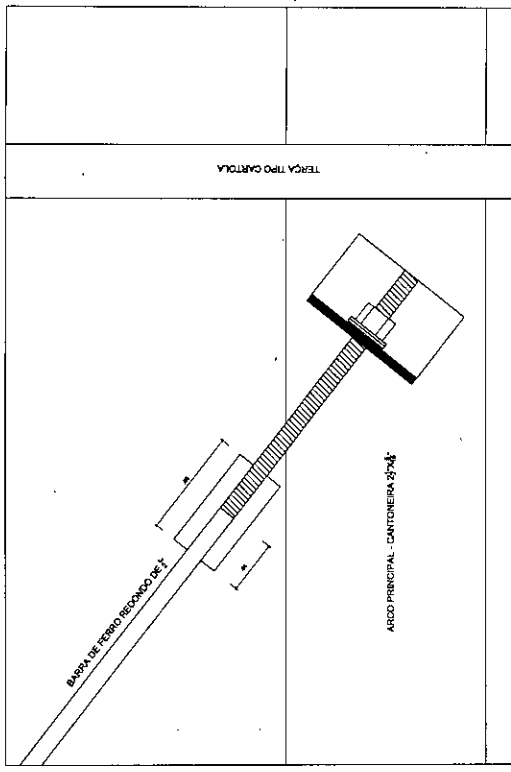 TERÇA TIPO CARTOLA
BARRA DE FERRO REDONDO DE
ARCO PRINCIPAL - CANTONEIRA